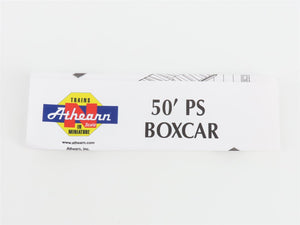 TRAINS
Athearn
IN
MINIATURE
www.athearn.com
Athearn, Inc.
50' PS
BOXCAR